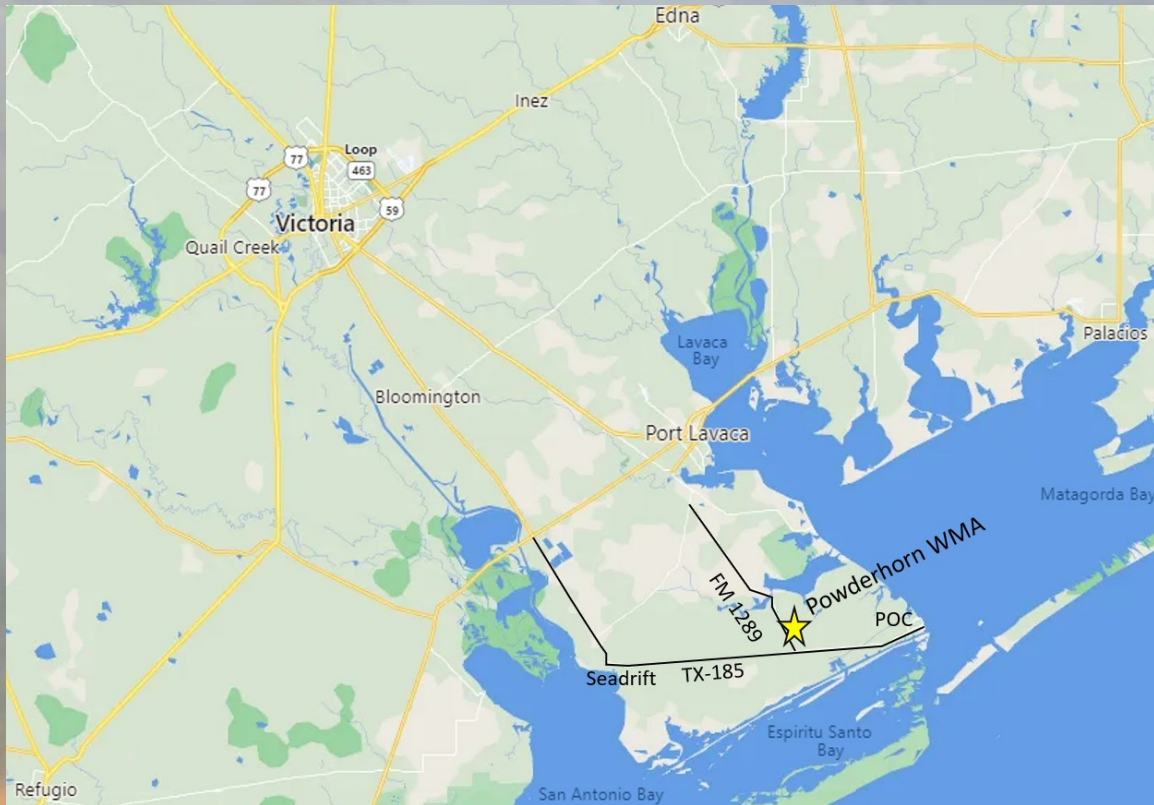 Edna
Inez
77
Loop
463
77
59
Victoria
Quail Creek
Lavaca
Bay
Palacios
Bloomington
Port Lavaca
Matagorda Bay
Powderhorn WMA
FM 1289
POC
Seadrift
TX-185
Espiritu Santo
Bay
Refugio
San Antonio Bay